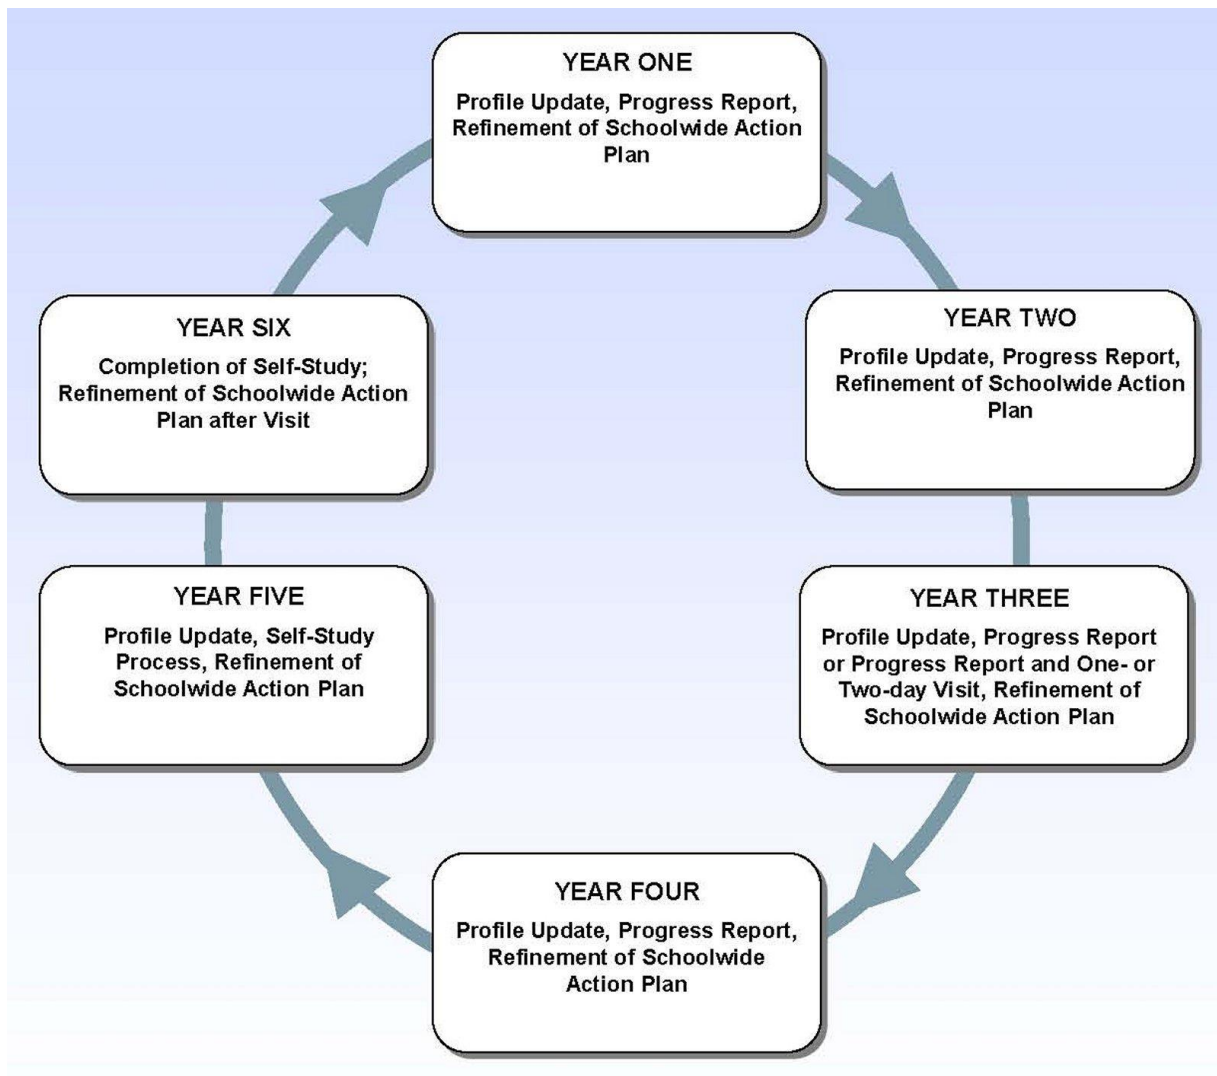 YEAR ONE
Profile Update, Progress Report,
Refinement of Schoolwide Action
Plan
YEAR TWO
Profile Update, Progress Report,
Refinement of Schoolwide Action
Plan
YEAR THREE
Profile Update, Progress Report
or Progress Report and One- or
Two-day Visit, Refinement of
Schoolwide Action Plan
YEAR FOUR
Profile Update, Progress Report,
Refinement of Schoolwide
Action Plan
YEAR FIVE
Profile Update, Self-Study
Process, Refinement of
Schoolwide Action Plan
YEAR SIX
Completion of Self-Study;
Refinement of Schoolwide Action
Plan after Visit